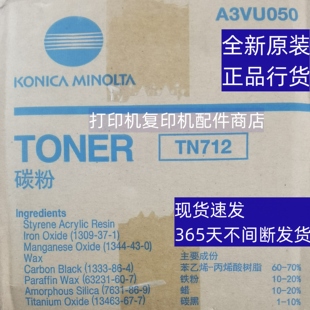 A3VU050
全新原装
正品行货
KONICA MINOLTA
打印机复印机配件商店
TONER
TN712
碳粉
现货速发
365天不间断发货
Ingredients
Styrene Acrylic Resin
Iron Oxide (1309-37-1)
Manganese Oxide (1344-43-0)
Wax
Carbon Black (1333-86-4)
Paraffin Wax (63231-60-7)
Amorphous Silica (7631-86-9)
Titanium Oxide (13463-67-7)
主要成份
苯乙烯-丙烯酸树脂 60-70%
铁粉 10-20%
蜡 10-20%
碳黑 1-10%